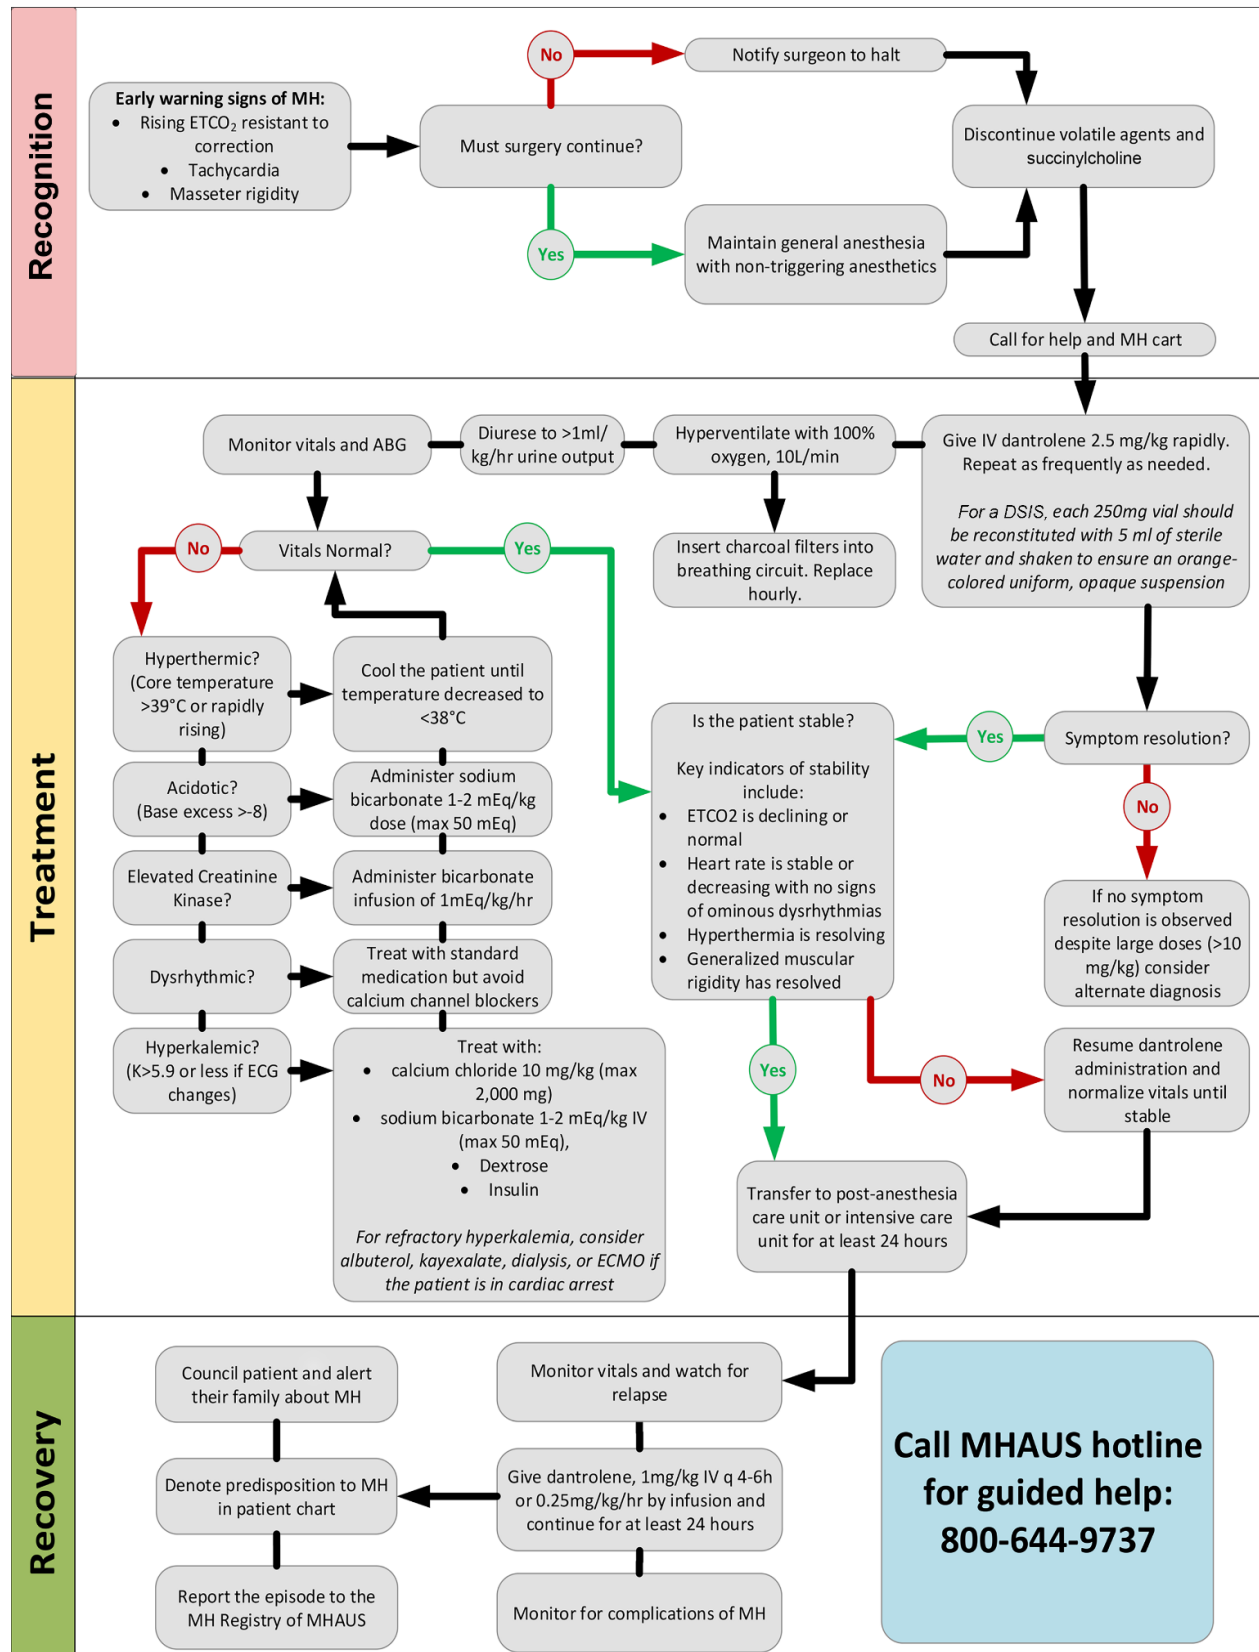 Recognition
Early warning signs of MH:
• Rising ETCO₂ resistant to
correction
• Tachycardia
• Masseter rigidity
Must surgery continue?
No
Notify surgeon to halt
Yes
Maintain general anesthesia
with non-triggering anesthetics
Discontinue volatile agents and
succinylcholine
Call for help and MH cart
Treatment
Give IV dantrolene 2.5 mg/kg rapidly.
Repeat as frequently as needed.
For a DSIS, each 250mg vial should
be reconstituted with 5 ml of sterile
water and shaken to ensure an orange-
colored uniform, opaque suspension
Hyperventilate with 100%
oxygen, 10L/min
Insert charcoal filters into
breathing circuit. Replace
hourly.
Diurese to >1ml/
kg/hr urine output
Monitor vitals and ABG
Vitals Normal?
No
Yes
Hyperthermic?
(Core temperature
>39°C or rapidly
rising)
Cool the patient until
temperature decreased to
<38°C
Acidotic?
(Base excess >-8)
Administer sodium
bicarbonate 1-2 mEq/kg
dose (max 50 mEq)
Elevated Creatinine
Kinase?
Administer bicarbonate
infusion of 1mEq/kg/hr
Dysrhythmic?
Treat with standard
medication but avoid
calcium channel blockers
Hyperkalemic?
(K>5.9 or less if ECG
changes)
Treat with:
• calcium chloride 10 mg/kg (max
2,000 mg)
• sodium bicarbonate 1-2 mEq/kg IV
(max 50 mEq),
• Dextrose
• Insulin
For refractory hyperkalemia, consider
albuterol, kayexalate, dialysis, or ECMO if
the patient is in cardiac arrest
Symptom resolution?
Yes
No
If no symptom
resolution is observed
despite large doses (>10
mg/kg) consider
alternate diagnosis
Is the patient stable?
Key indicators of stability
include:
• ETCO2 is declining or
normal
• Heart rate is stable or
decreasing with no signs
of ominous dysrhythmias
• Hyperthermia is resolving
• Generalized muscular
rigidity has resolved
Yes
No
Resume dantrolene
administration and
normalize vitals until
stable
Transfer to post-anesthesia
care unit or intensive care
unit for at least 24 hours
Recovery
Monitor vitals and watch for
relapse
Give dantrolene, 1mg/kg IV q 4-6h
or 0.25mg/kg/hr by infusion and
continue for at least 24 hours
Monitor for complications of MH
Council patient and alert
their family about MH
Denote predisposition to MH
in patient chart
Report the episode to the
MH Registry of MHAUS
Call MHAUS hotline
for guided help:
800-644-9737